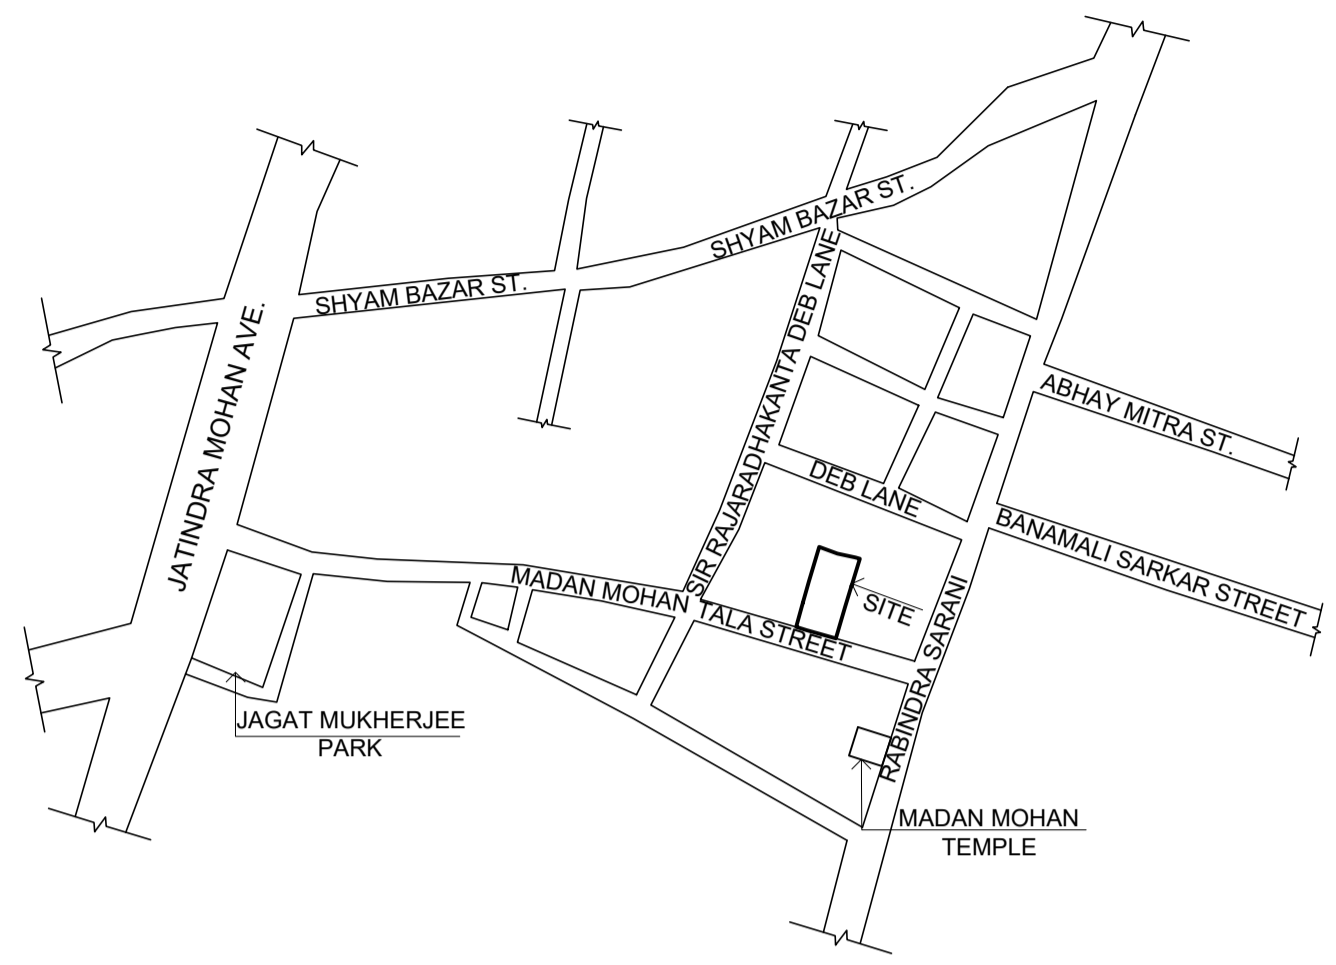 SHYAM BAZAR ST.
SHYAM BAZAR ST.
JATINDRA MOHAN AVE.
SIR RAJARADHAKANTA DEB LANE
ABHAY MITRA ST.
DEB LANE
BANAMALI SARKAR STREET
MADAN MOHAN TALA STREET
SITE
RABINDRA SARANI
JAGAT MUKHERJEE
PARK
MADAN MOHAN
TEMPLE